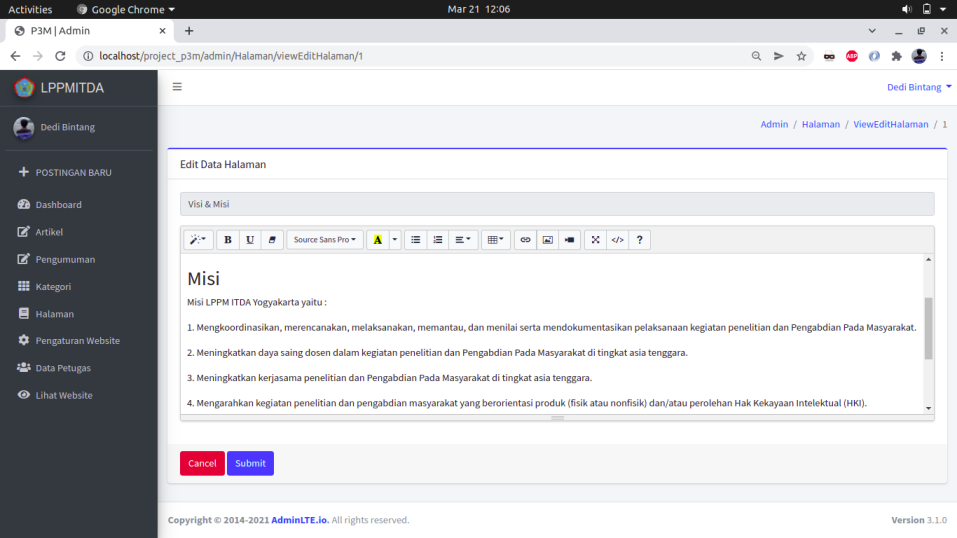 Activities Google Chrome Mar 21 12:06
P3M | Admin
localhost/project_p3m/admin/Halaman/viewEditHalaman/1
LPPMITDA
Dedi Bintang
Dedi Bintang
Admin / Halaman / ViewEditHalaman / 1
POSTINGAN BARU
Dashboard
Artikel
Pengumuman
Kategori
Halaman
Pengaturan Website
Data Petugas
Lihat Website
Edit Data Halaman
Visi & Misi
B U Source Sans Pro A ?
Misi
Misi LPPM ITDA Yogyakarta yaitu :
1. Mengkoordinasikan, merencanakan, melaksanakan, memantau, dan menilai serta mendokumentasikan pelaksanaan kegiatan penelitian dan Pengabdian Pada Masyarakat.
2. Meningkatkan daya saing dosen dalam kegiatan penelitian dan Pengabdian Pada Masyarakat di tingkat asia tenggara.
3. Meningkatkan kerjasama penelitian dan Pengabdian Pada Masyarakat di tingkat asia tenggara.
4. Mengarahkan kegiatan penelitian dan pengabdian masyarakat yang berorientasi produk (fisik atau nonfisik) dan/atau perolehan Hak Kekayaan Intelektual (HKI).
Cancel Submit
Copyright © 2014-2021 AdminLTE.io. All rights reserved. Version 3.1.0